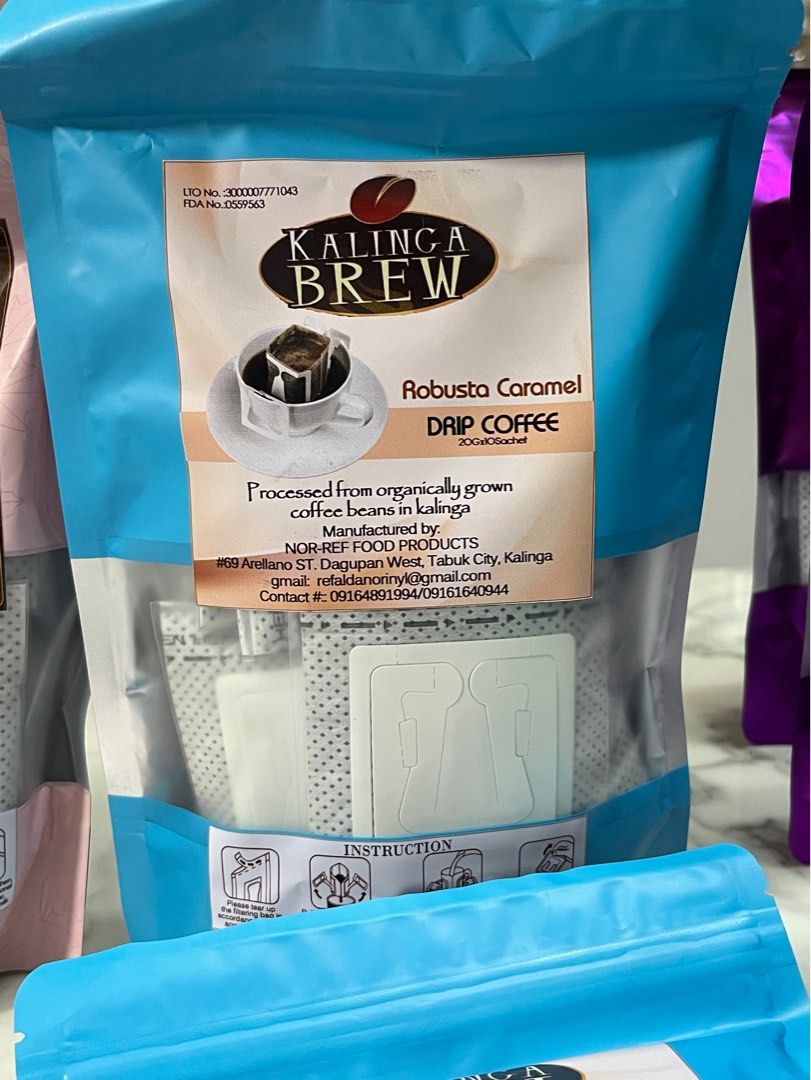 LTO No. :3000007771043
FDA No.:0559563
KALINGA
BREW
Robusta Caramel
DRIP COFFEE
20Gx10Sachet
Processed from organically grown
coffee beans in kalinga
Manufactured by:
NOR-REF FOOD PRODUCTS
#69 Arellano ST. Dagupan West, Tabuk City, Kalinga
gmail: refaldanorinyl@gmail.com
Contact #:: 09164891994/09161640944
INSTRUCTION
Please tear up
the filtering bag in